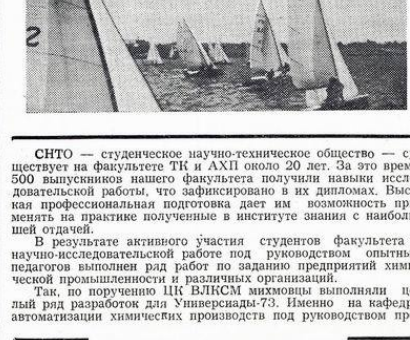 СНТО — студенческое научно-техническое общество — су
ществует на факультете ТК и АХП около 20 лет. За это врем
500 выпускников нашего факультета получили навыки иссл
довательской работы, что зафиксировано в их дипломах. Выс
кая профессиональная подготовка дает им возможность пр
менять на практике полученные в институте знания с наибол
шей отдачей.
В результате активного участия студентов факультета
научно-исследовательской работе под руководством опытны
педагогов выполнен ряд работ по заданию предприятий хим
ческой промышленности и различных организаций.
Так, по поручению ЦК ВЛКСМ михмовцы выполняли ц
лый ряд разработок для Универсиады-73. Именно на кафедр
автоматизации химических производств под руководством пр